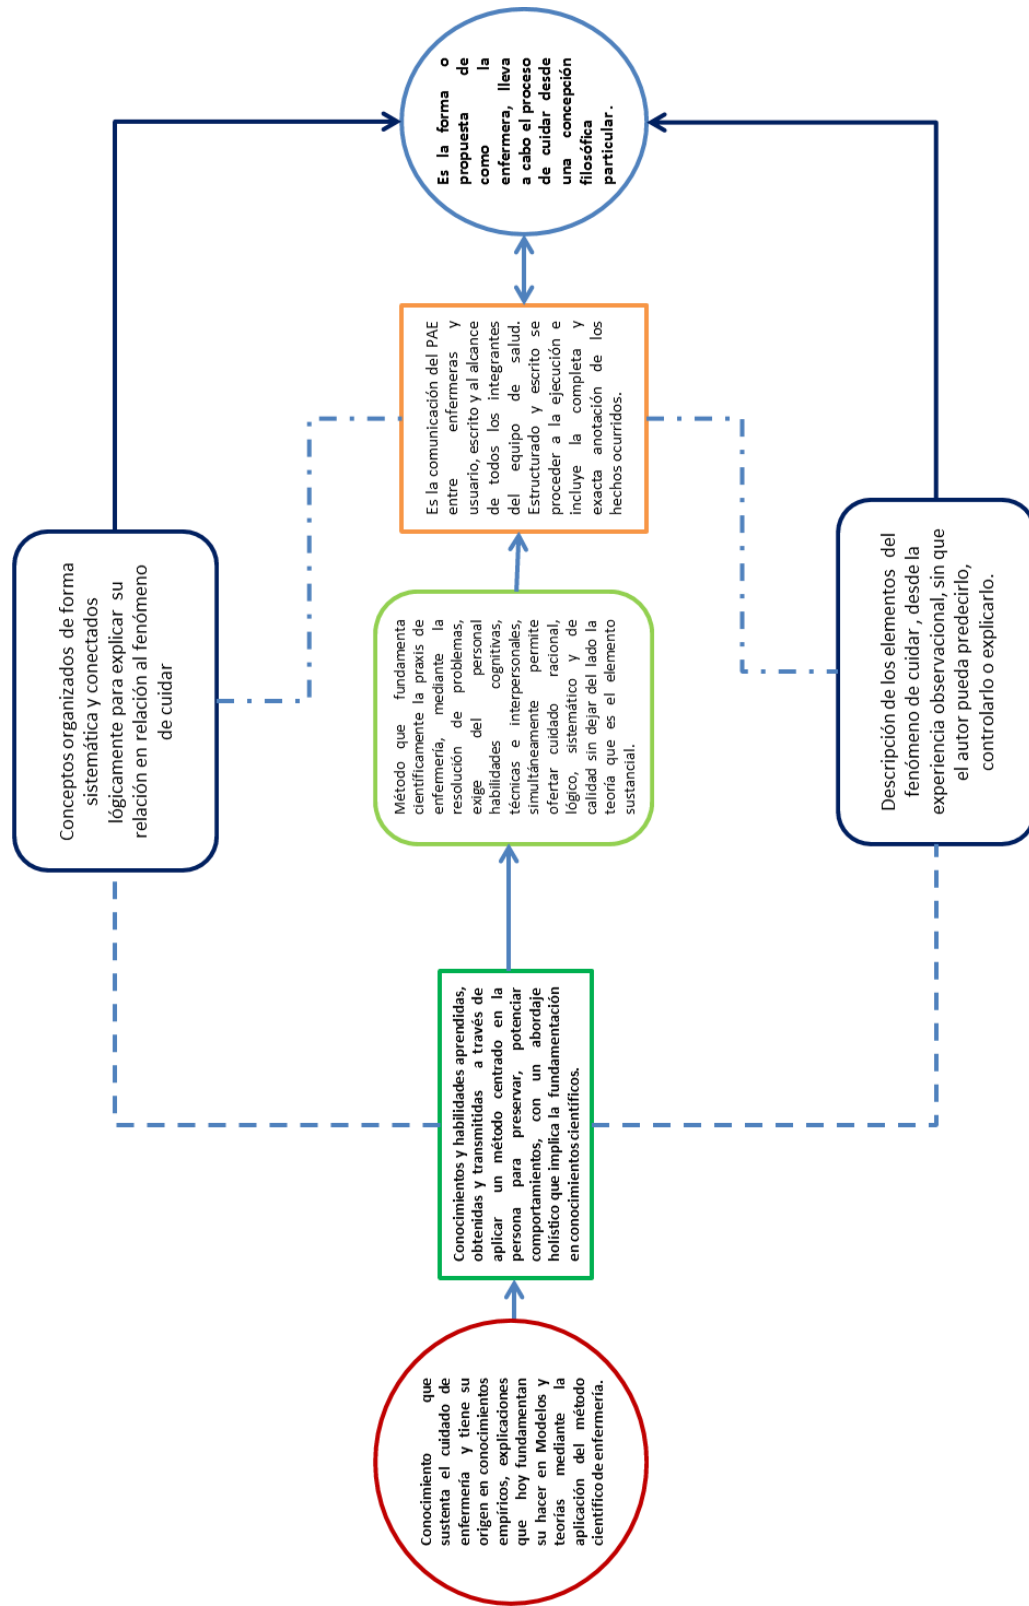 Conocimiento que
sustenta el cuidado de
enfermería y tiene su
origen en conocimientos
empíricos, explicaciones
que hoy fundamentan
su hacer en Modelos y
teorías mediante la
aplicación del método
científico de enfermería.
Conocimientos y habilidades aprendidas,
obtenidas y transmitidas a través de
aplicar un método centrado en la
persona para preservar, potenciar
comportamientos, con un abordaje
holístico que implica la fundamentación
en conocimientos científicos.
Conceptos organizados de forma
sistemática y conectados
lógicamente para explicar su
relación en relación al fenómeno
de cuidar
Método que fundamenta
científicamente la praxis de
enfermería, mediante la
resolución de problemas,
exige del personal
habilidades cognitivas,
técnicas e interpersonales,
simultáneamente permite
ofertar cuidado racional,
lógico, sistemático y de
calidad sin dejar del lado la
teoría que es el elemento
sustancial.
Descripción de los elementos del
fenómeno de cuidar , desde la
experiencia observacional, sin que
el autor pueda predecirlo,
controlarlo o explicarlo.
Es la comunicación del PAE
entre enfermeras y
usuario, escrito y al alcance
de todos los integrantes
del equipo de salud.
Estructurado y escrito se
proceder a la ejecución e
incluye la completa y
exacta anotación de los
hechos ocurridos.
Es la forma o
propuesta de
como la
enfermera, lleva
a cabo el proceso
de cuidar desde
una concepción
filosófica
particular .